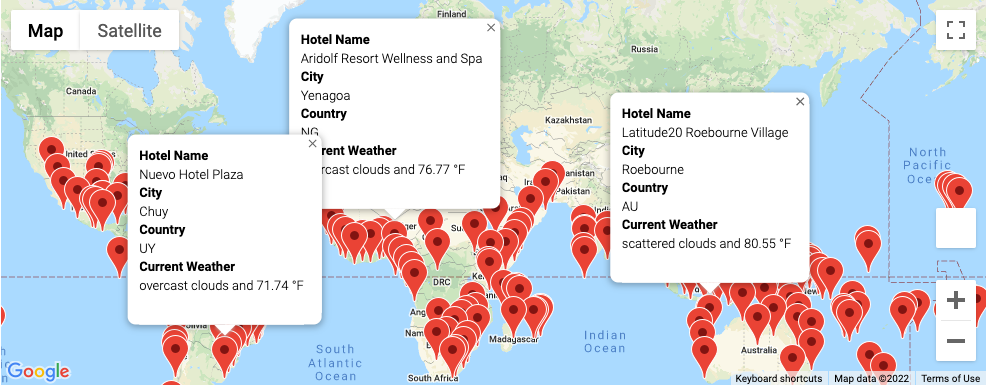 Map
Satellite
Finland
Russia
Canada
Kazakhstan
United States
North
Pacific
Oce
Hotel Name
Aridolf Resort Wellness and Spa
City
Yenagoa
Country
NG
rrent Weather
rcast clouds and 76.77 °F
Hotel Name
Latitude20 Roebourne Village
City
Roebourne
Country
AU
Current Weather
scattered clouds and 80.55 °F
Hotel Name
Nuevo Hotel Plaza
City
Chuy
Country
UY
Current Weather
overcast clouds and 71.74 °F
DRC
Madagascar
Indian
Ocean
South
Atlantic
Ocean
Australia
South Africa
Google
Keyboard shortcuts
Map data ©2022
Terms of Use